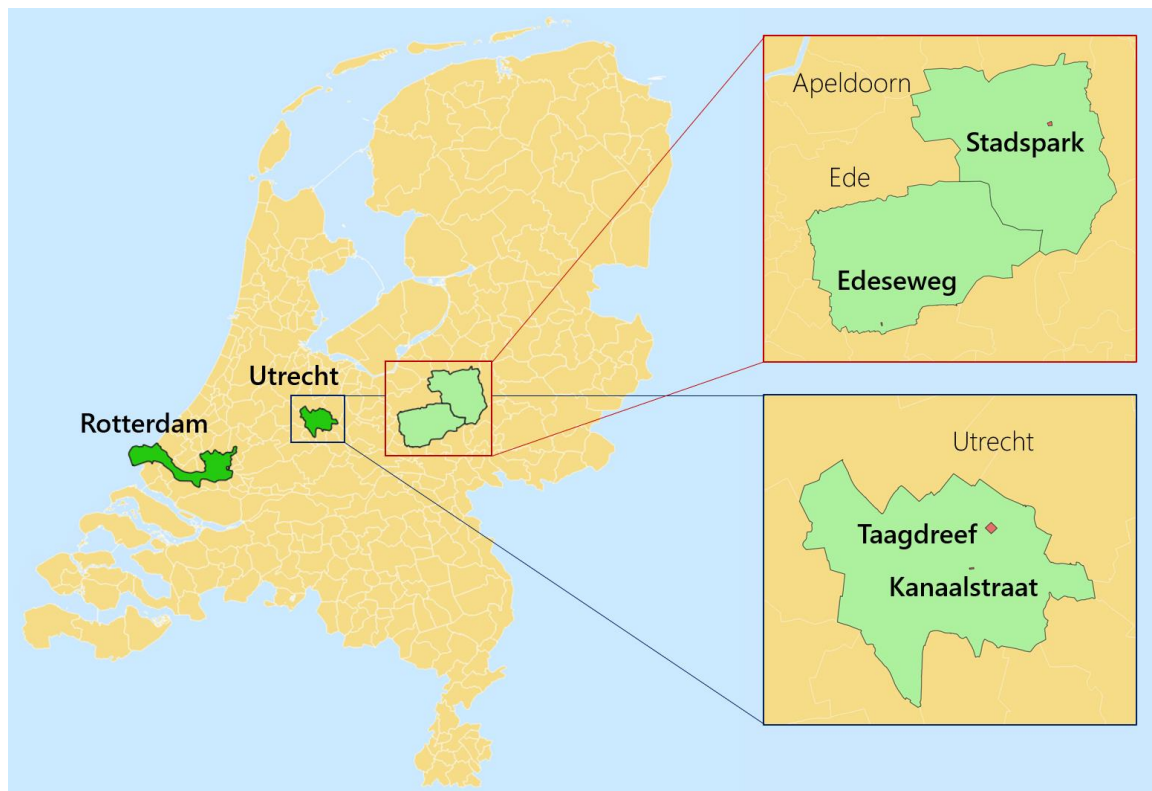 Utrecht
Rotterdam
Apeldoorn
Stadspark
Ede
Edeseweg
Utrecht
Taagdreef
Kanaalstraat